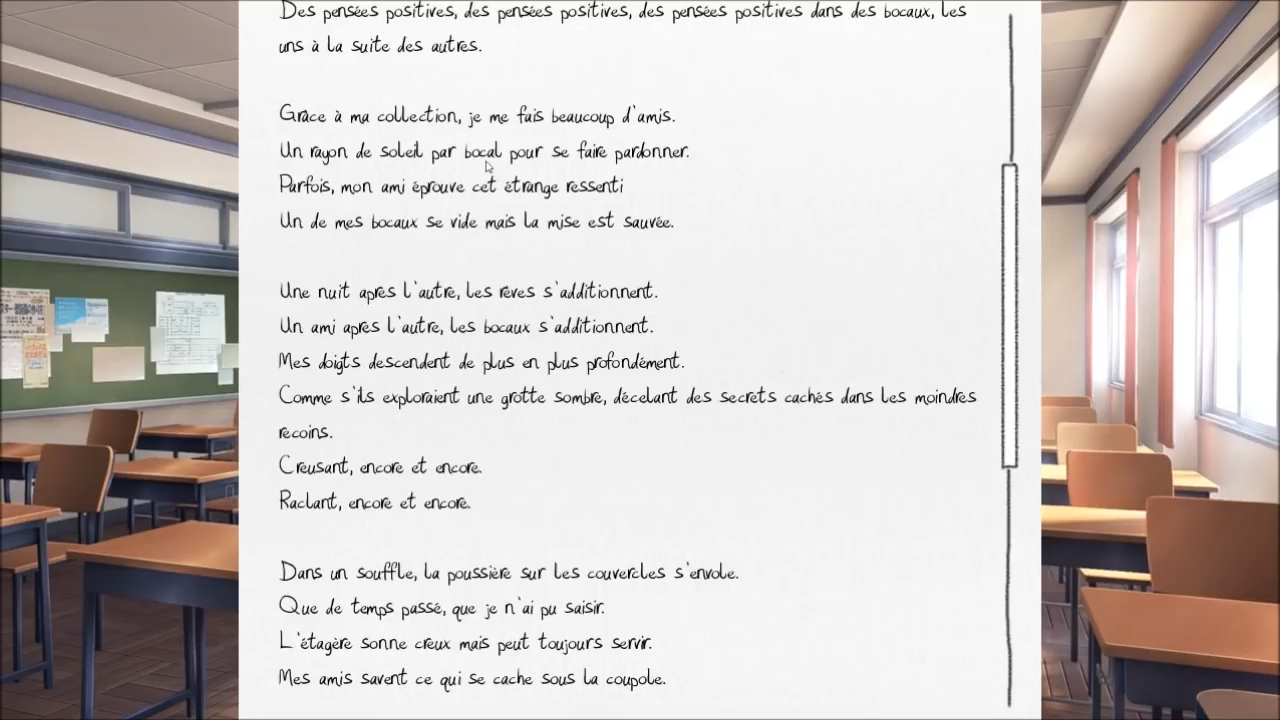 Des pensées positives, des pensées positives, des pensées positives dans des bocaux, les
uns à la suite des autres.
Grâce à ma collection, je me fais beaucoup d'amis.
Un rayon de soleil par bocal pour se faire pardonner.
Parfois, mon ami éprouve cet étrange ressenti
Un de mes bocaux se vide mais la mise est sauvée.
Une nuit après l'autre, les rêves s'additionnent.
Un ami après l'autre, les bocaux s'additionnent.
Mes doigts descendent de plus en plus profondément.
Comme s'ils exploraient une grotte sombre, décelant des secrets cachés dans les moindres
recoins.
Creusant, encore et encore.
Raclant, encore et encore.
Dans un souffle, la poussière sur les couvercles s'envole.
Que de temps passé, que je n'ai pu saisir.
L'étagère sonne creux mais peut toujours servir.
Mes amis savent ce qui se cache sous la coupole.